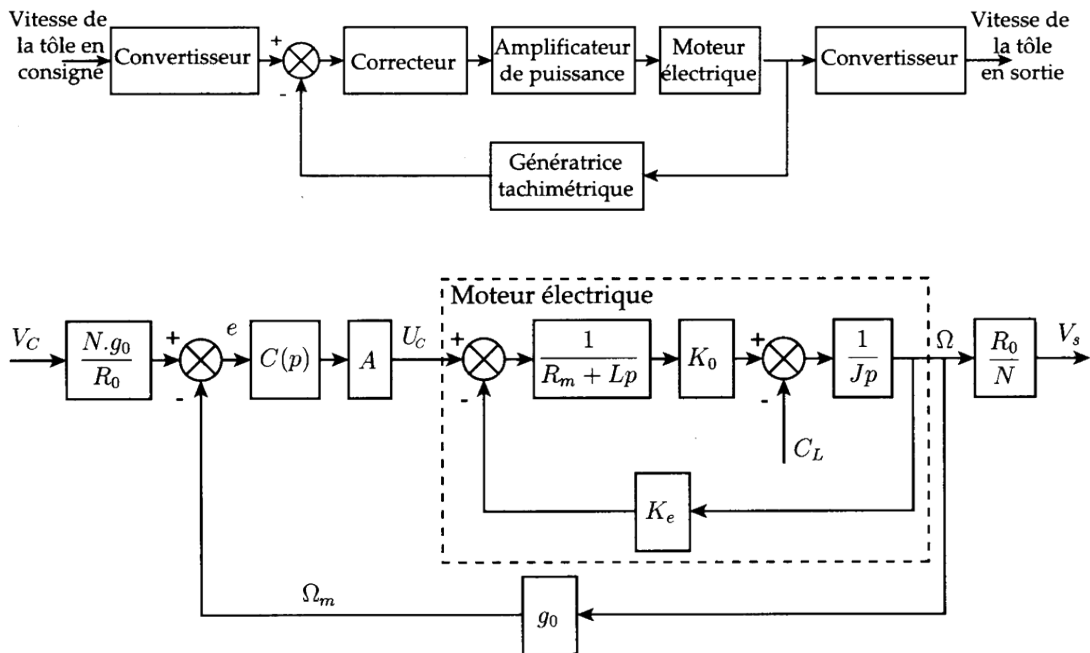 Vitesse de
la tôle en
consigne
Convertisseur
+
-
Correcteur
Amplificateur
de puissance
Moteur
électrique
Convertisseur
Vitesse de
la tôle
en sortie
Génératrice
tachimétrique
Moteur électrique
V_C
N.g_0
R_0
+
-
e
C(p)
A
U_C
+
-
1
R_m + Lp
K_0
+
-
C_L
1
Jp
Ω
R_0
N
V_s
K_e
Ω_m
g_0